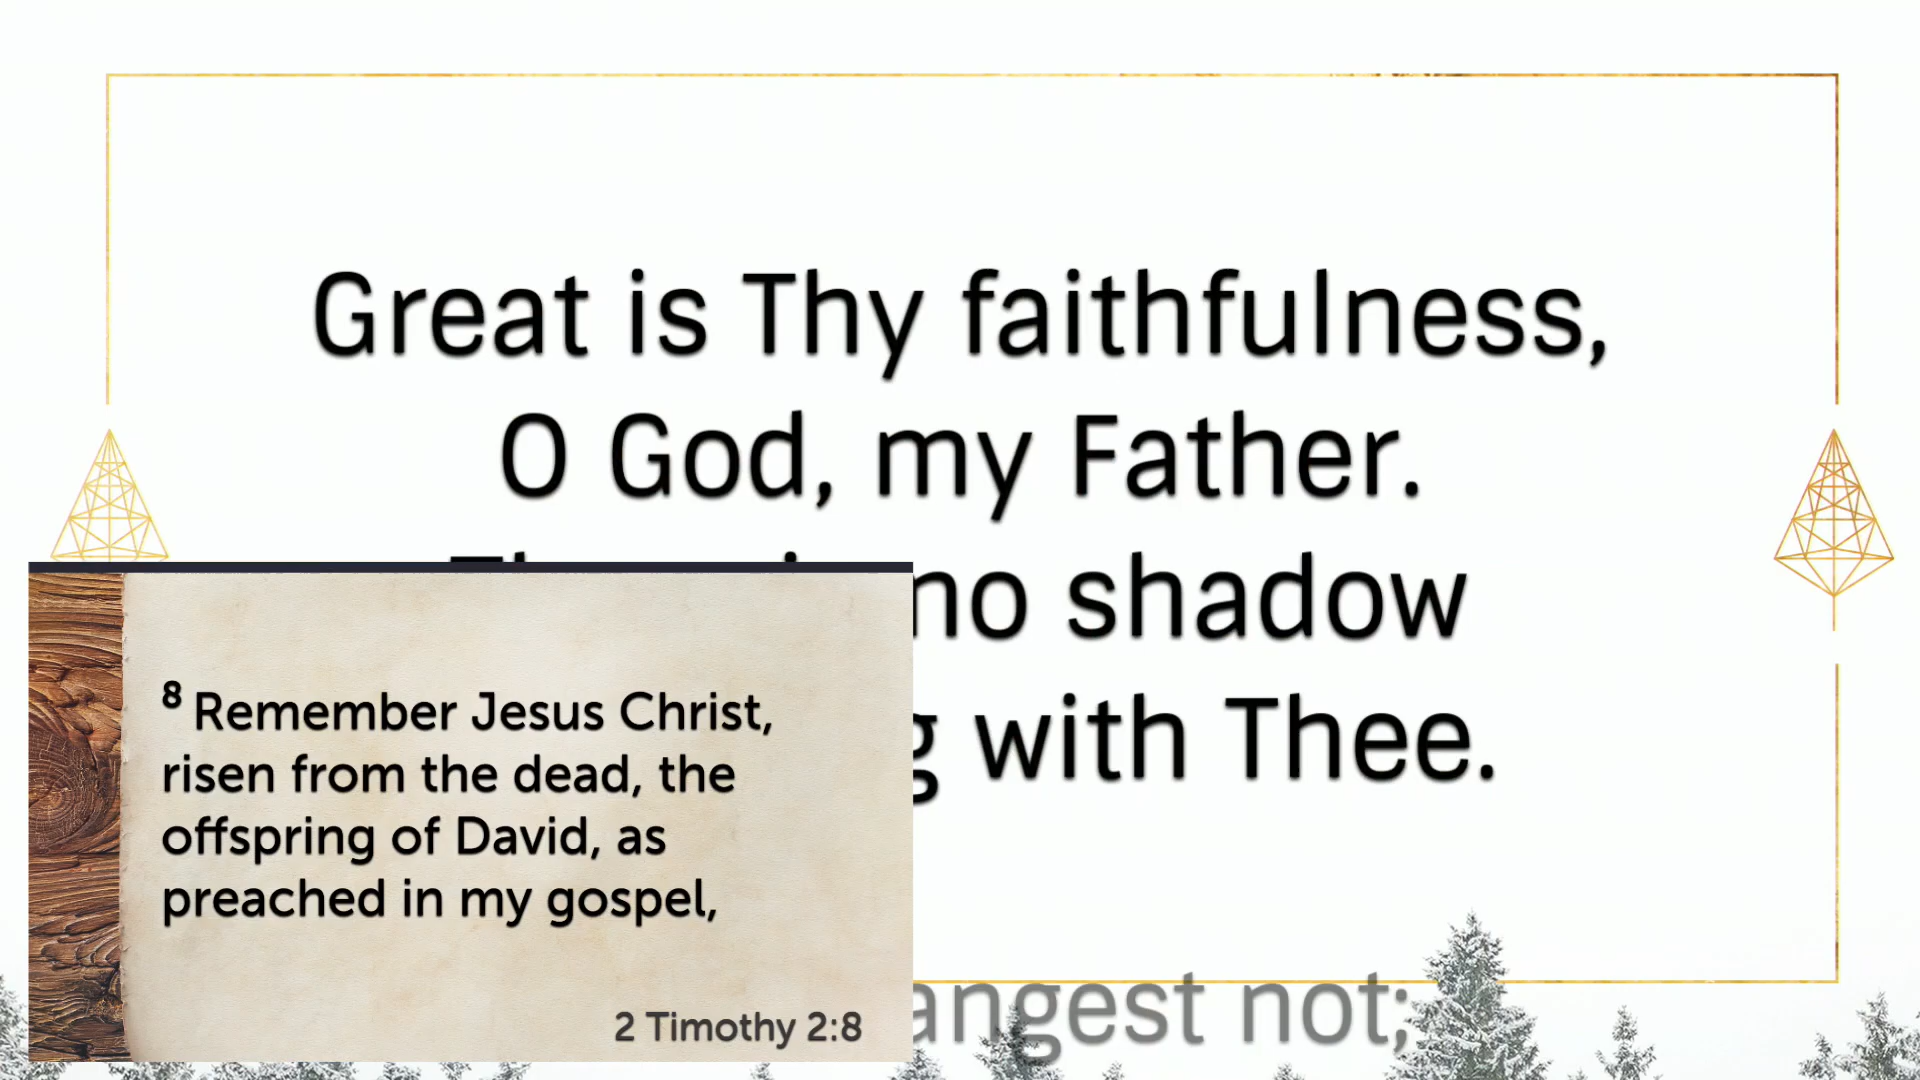 Great is Thy faithfulness,
O God, my Father.
no shadow
with Thee.
not;
8 Remember Jesus Christ,
risen from the dead, the
offspring of David, as
preached in my gospel,
2 Timothy 2:8